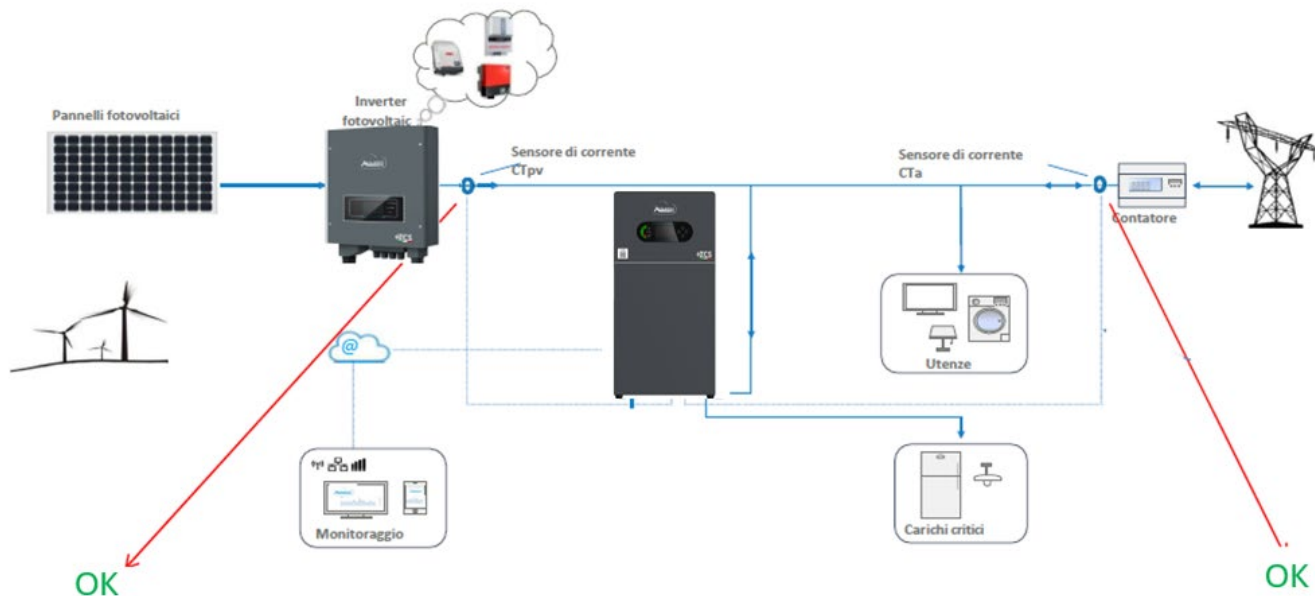 Pannelli fotovoltaici
Inverter
fotovoltaic
Sensore di corrente
CTpv
Sensore di corrente
CTa
Contatore
ZCS
@
Utenze
Monitoraggio
Carichi critici
OK
OK